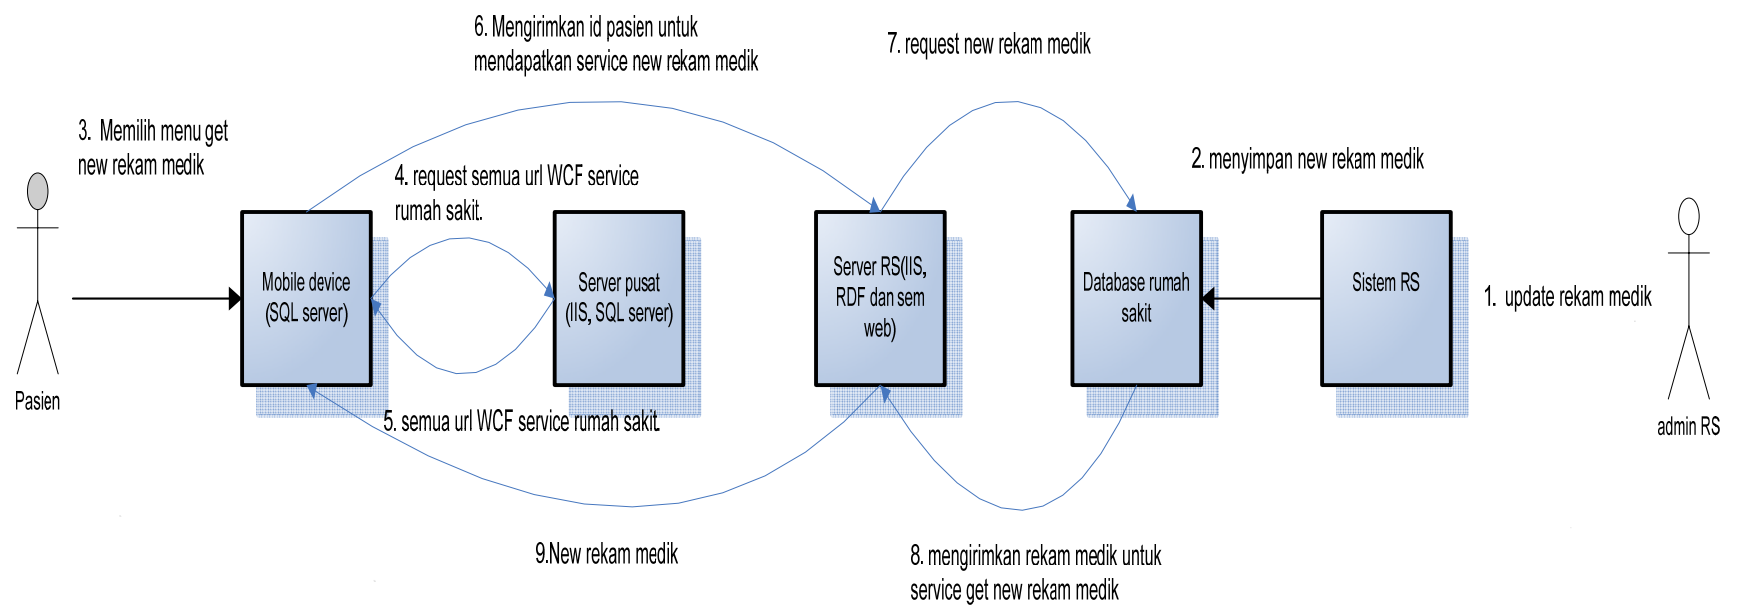 6. Mengirimkan id pasien untuk
mendapatkan service new rekam medik
7. request new rekam medik
3. Memilih menu get
new rekam medik
4. request semua url WCF service
rumah sakit.
2. menyimpan new rekam medik
Mobile device
(SQL server)
Server pusat
(IIS, SQL server)
Server RS(IIS,
RDF dan sem
web)
Database rumah
sakit
Sistem RS
1. update rekam medik
Pasien
admin RS
5. semua url WCF service rumah sakit.
9.New rekam medik
8. mengirimkan rekam medik untuk
service get new rekam medik